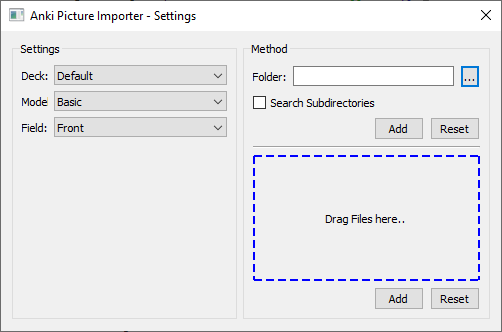 Anki Picture Importer - Settings
Settings
Deck: Default
Mode Basic
Field: Front
Method
Folder: ...
Search Subdirectories
Add Reset
Drag Files here..
Add Reset